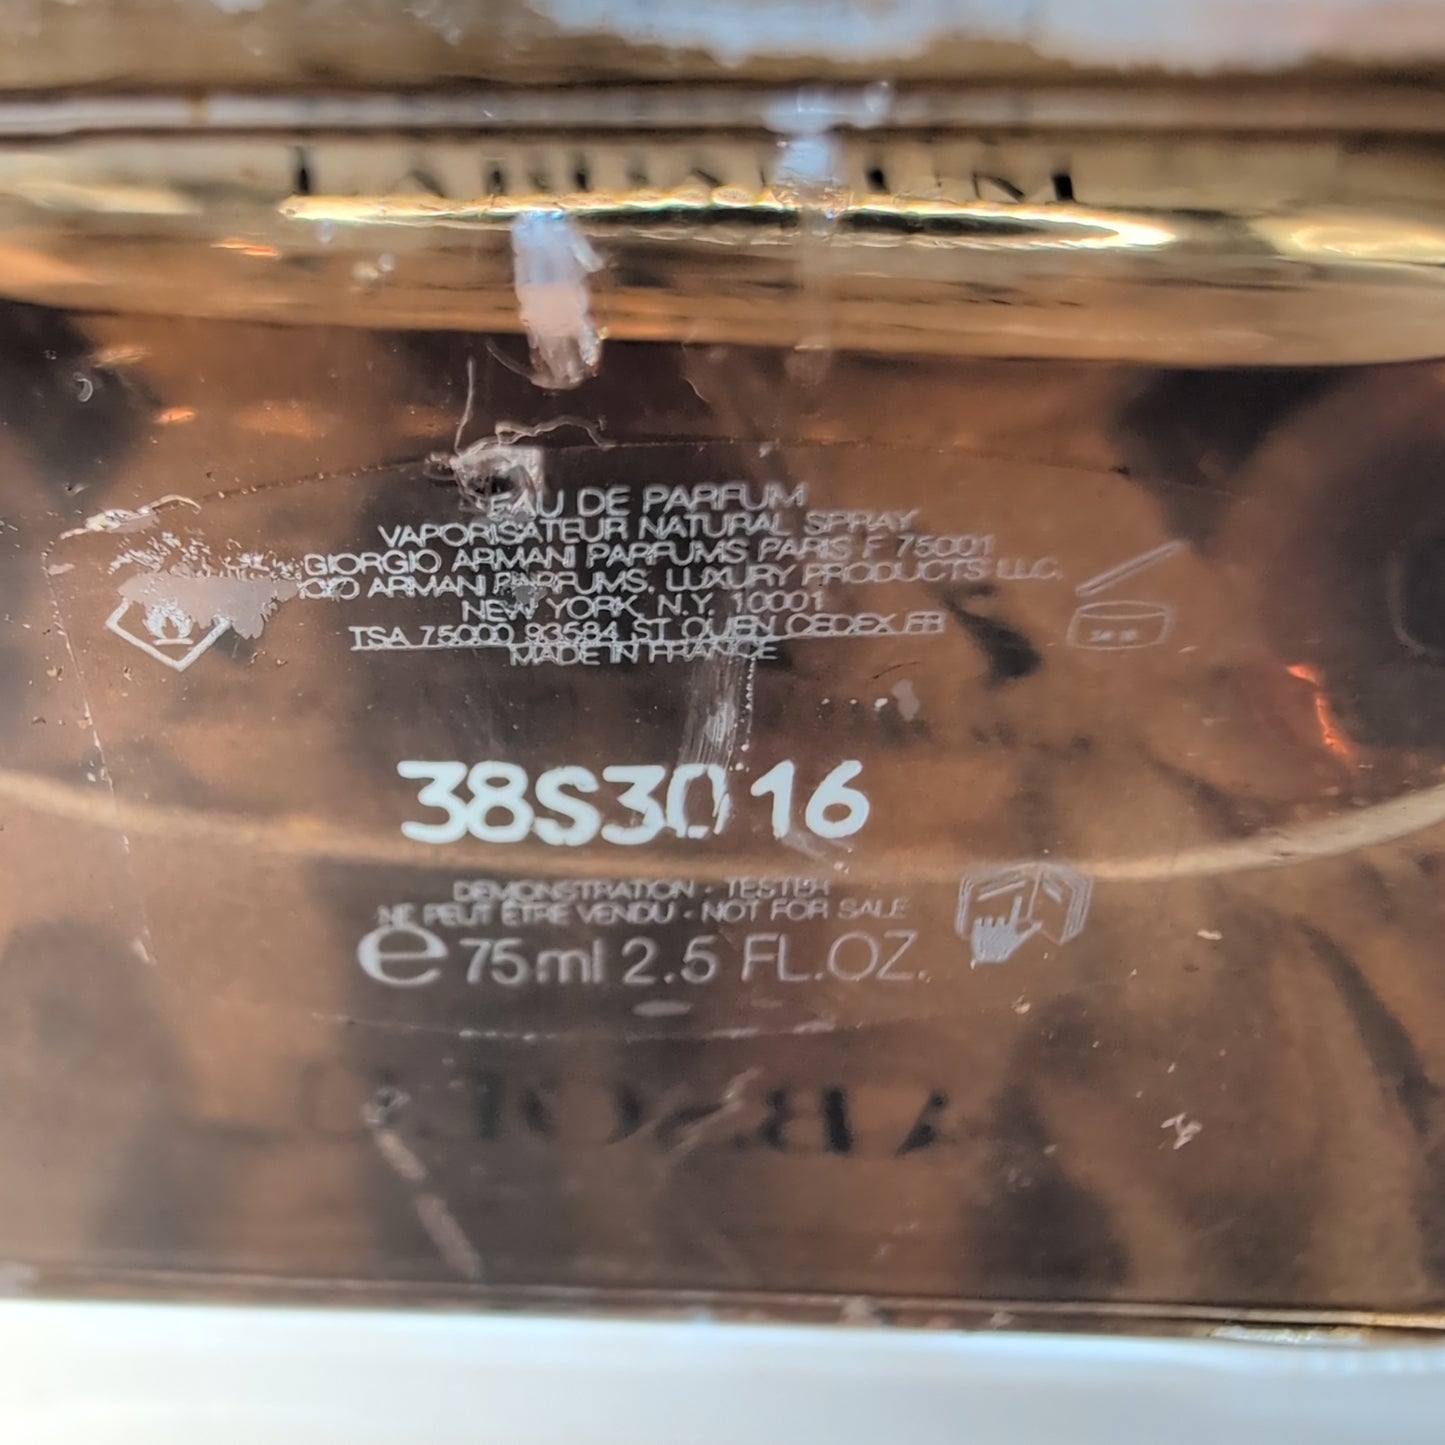 EAU DE PARFUM
VAPORISATEUR NATURAL SPRAY
GIORGIO ARMANI PARFUMS PARIS F 75001
ARMANI PARFUMS, LUXURY PRODUCTS LLC,
NEW YORK, N.Y. 10001
TSA 75000 93584 ST OUEN CEDEX FR
MADE IN FRANCE
38S3016
DEMONSTRATION - TESTER
NE PEUT ÊTRE VENDU - NOT FOR SALE
e 75ml 2.5 FL.OZ.